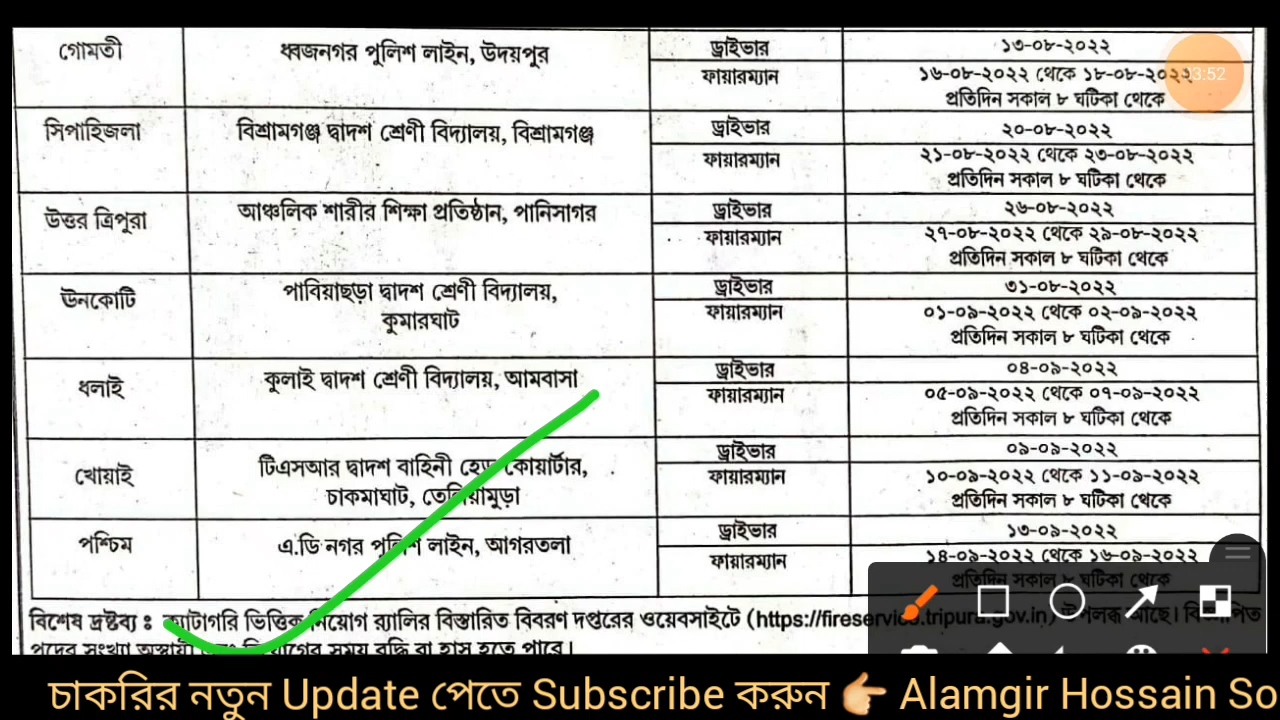 গোমতী
ধ্বজনগর পুলিশ লাইন, উদয়পুর
ড্রাইভার
১৩-০৮-২০২২
ফায়ারম্যান
১৬-০৮-২০২২ থেকে ১৮-০৮-২০২২
প্রতিদিন সকাল ৮ ঘটিকা থেকে
3:52
সিপাহিজলা
বিশ্রামগঞ্জ দ্বাদশ শ্রেণী বিদ্যালয়, বিশ্রামগঞ্জ
ড্রাইভার
২০-০৮-২০২২
ফায়ারম্যান
২১-০৮-২০২২ থেকে ২৩-০৮-২০২২
প্রতিদিন সকাল ৮ ঘটিকা থেকে
উত্তর ত্রিপুরা
আঞ্চলিক শারীর শিক্ষা প্রতিষ্ঠান, পানিসাগর
ড্রাইভার
২৬-০৮-২০২২
ফায়ারম্যান
২৭-০৮-২০২২ থেকে ২৯-০৮-২০২২
প্রতিদিন সকাল ৮ ঘটিকা থেকে
ঊনকোটি
পাবিয়াছড়া দ্বাদশ শ্রেণী বিদ্যালয়,
কুমারঘাট
ড্রাইভার
৩১-০৮-২০২২
ফায়ারম্যান
০১-০৯-২০২২ থেকে ০২-০৯-২০২২
প্রতিদিন সকাল ৮ ঘটিকা থেকে
ধলাই
কুলাই দ্বাদশ শ্রেণী বিদ্যালয়, আমবাসা
ড্রাইভার
০৪-০৯-২০২২
ফায়ারম্যান
০৫-০৯-২০২২ থেকে ০৭-০৯-২০২২
প্রতিদিন সকাল ৮ ঘটিকা থেকে
খোয়াই
টিএসআর দ্বাদশ বাহিনী হেড কোয়ার্টার,
চাকমাঘাট, তেলিয়ামুড়া
ড্রাইভার
০৯-০৯-২০২২
ফায়ারম্যান
১০-০৯-২০২২ থেকে ১১-০৯-২০২২
প্রতিদিন সকাল ৮ ঘটিকা থেকে
পশ্চিম
এ.ডি নগর পুলিশ লাইন, আগরতলা
ড্রাইভার
১৩-০৯-২০২২
ফায়ারম্যান
১৪-০৯-২০২২ থেকে ১৬-০৯-২০২২
প্রতিদিন সকাল ৮ ঘটিকা থেকে
বিশেষ দ্রষ্টব্য ঃ ক্যাটাগরি ভিত্তিক নিয়োগ র‍্যালির বিস্তারিত বিবরণ দপ্তরের ওয়েবসাইটে (https://fireservice.tripura.gov.in) উপলব্ধ আছে। বিজ্ঞাপিত
পদের সংখ্যা অস্থায়ী এবং নিয়োগের সময় বৃদ্ধি বা হ্রাস হতে পারে।
চাকরির নতুন Update পেতে Subscribe করুন 👉 Alamgir Hossain So